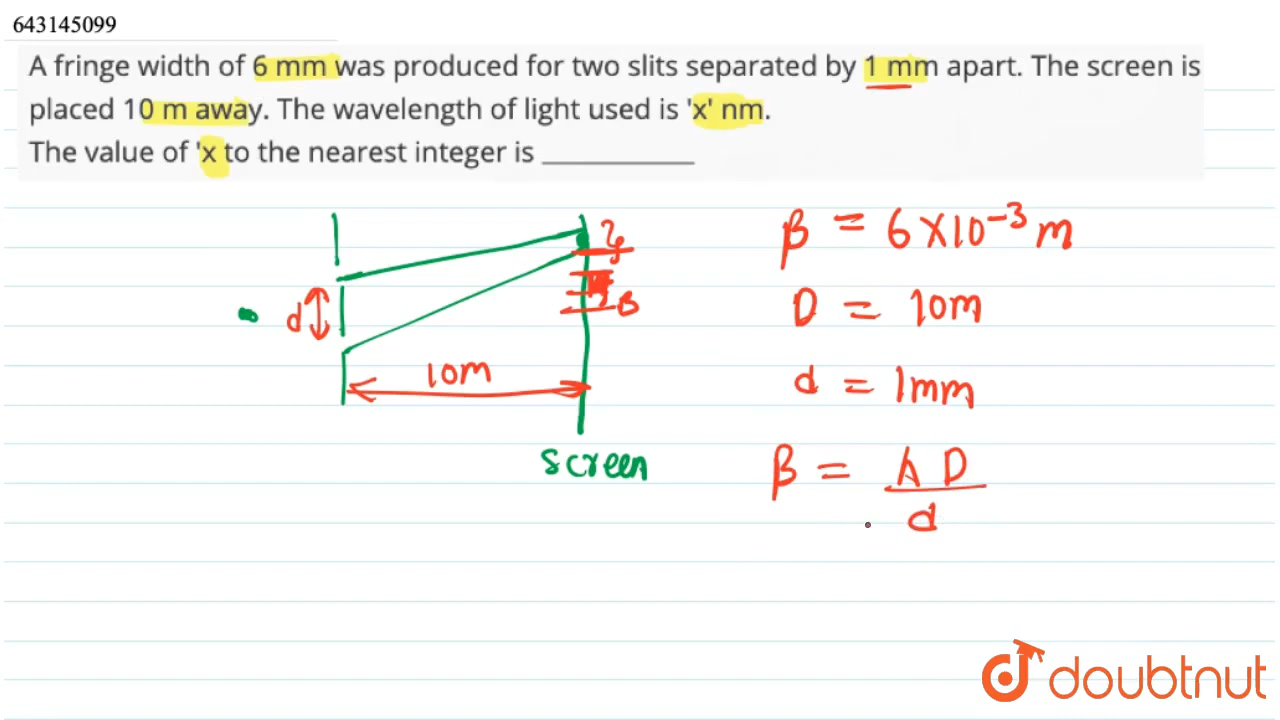 643145099
A fringe width of 6 mm was produced for two slits separated by 1 mm apart. The screen is
placed 10 m away. The wavelength of light used is 'x' nm.
The value of 'x to the nearest integer is ___________
β = 6 × 10⁻³ m
D = 10m
d
β
d = 1mm
10m
screen
β = λ D / d
doubtnut